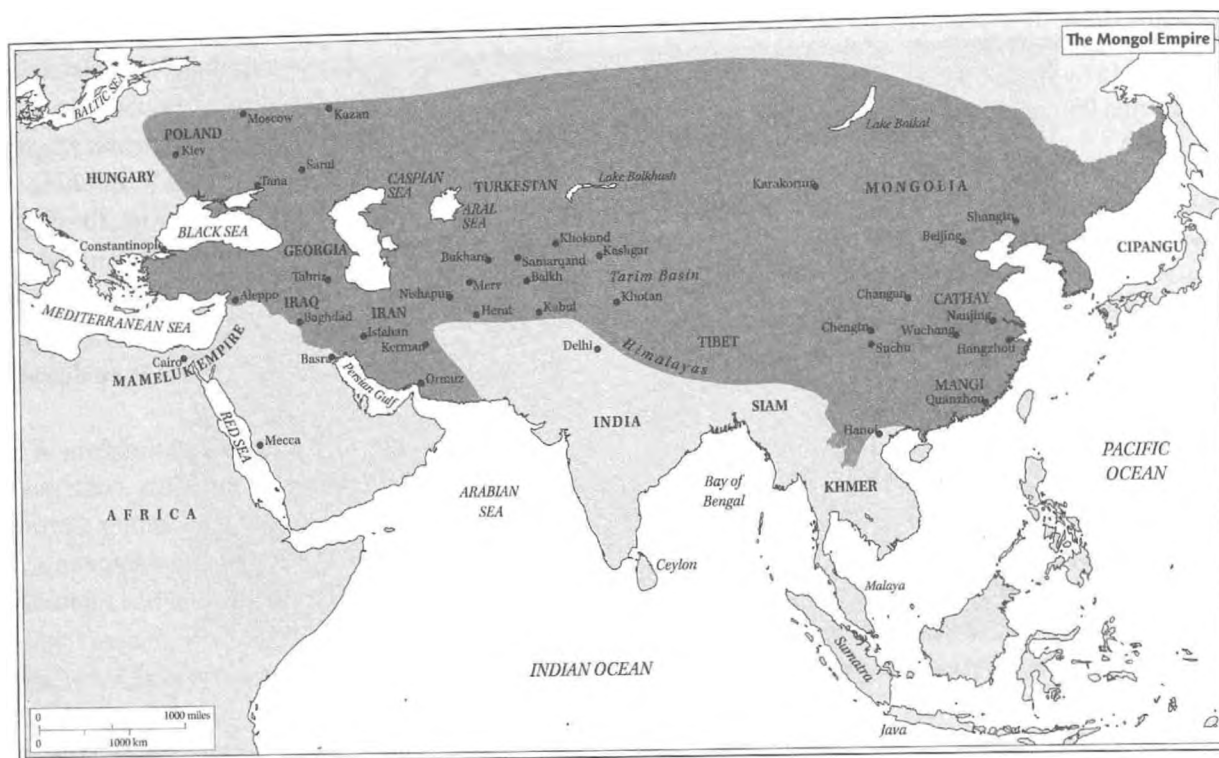 The Mongol Empire
BALTIC SEA
Moscow
Kazan
POLAND
Kiev
Lake Baikal
HUNGARY
Sarai
Tana
CASPIAN
SEA
TURKESTAN
Lake Balkhash
Karakorum
MONGOLIA
ARAL
SEA
BLACK SEA
Constantinople
GEORGIA
Khokand
Shangtu
Beijing
CIPANGU
Bukhara
Samarqand
Kashgar
Tabriz
Balkh
Tarim Basin
Merv
Nishapur
Khotan
Changan
CATHAY
Aleppo
IRAQ
IRAN
Herat
Kabul
Nanjing
MEDITERRANEAN SEA
Baghdad
Isfahan
Chengtu
Wuchang
Kerman
TIBET
Suchu
Hangzhou
Cairo
MAMELUK EMPIRE
Basra
Delhi
Himalayas
Persian Gulf
Ormuz
MANGI
Quanzhou
SIAM
RED SEA
INDIA
Hanoi
Mecca
PACIFIC
OCEAN
ARABIAN
SEA
Bay of
Bengal
KHMER
AFRICA
Ceylon
Malaya
INDIAN OCEAN
Sumatra
0
1000 miles
0
1000 km
Java